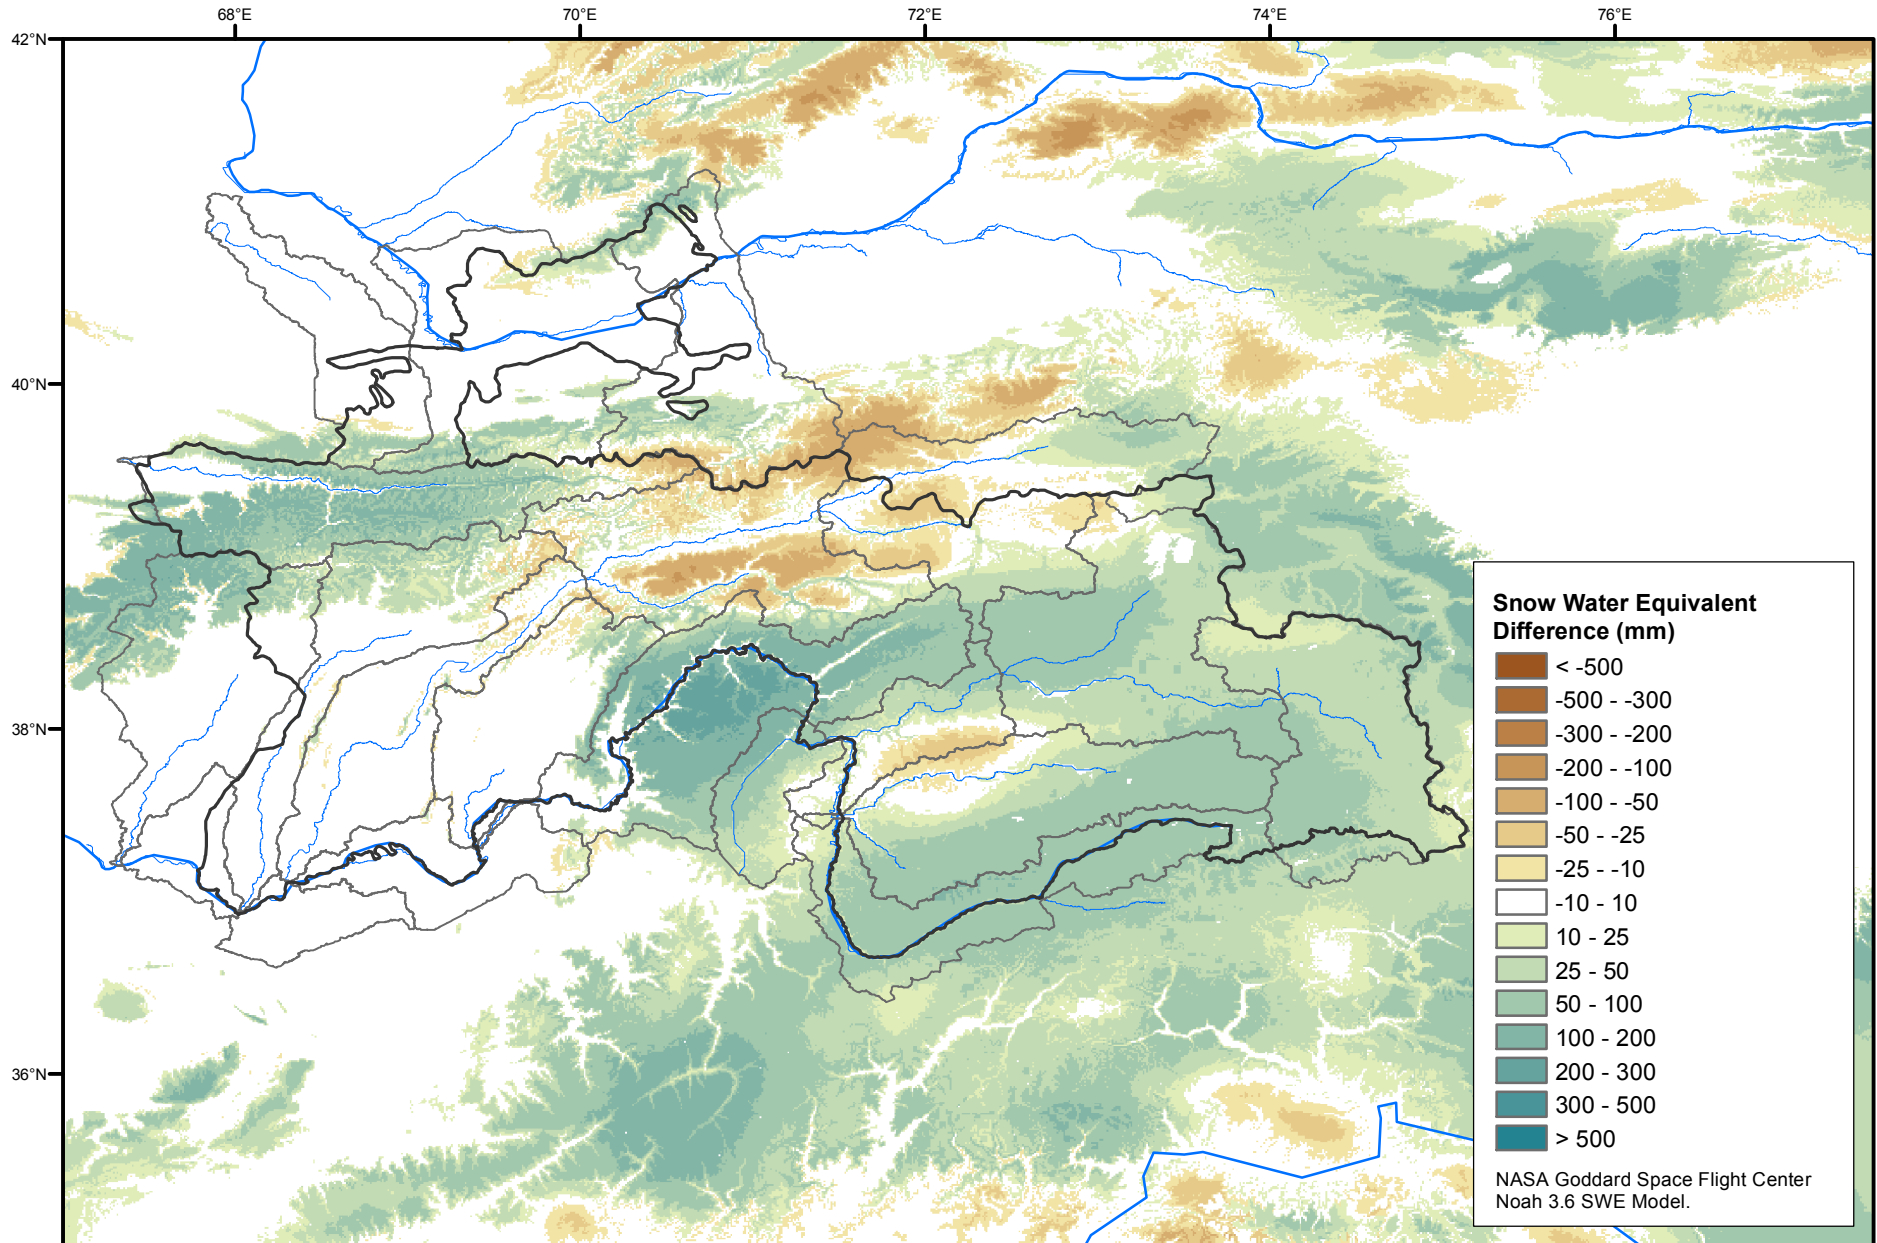 68°E 70°E 72°E 74°E 76°E
42°N
40°N
38°N
36°N
Snow Water Equivalent
Difference (mm)
< -500
-500 - -300
-300 - -200
-200 - -100
-100 - -50
-50 - -25
-25 - -10
-10 - 10
10 - 25
25 - 50
50 - 100
100 - 200
200 - 300
300 - 500
> 500
NASA Goddard Space Flight Center
Noah 3.6 SWE Model.